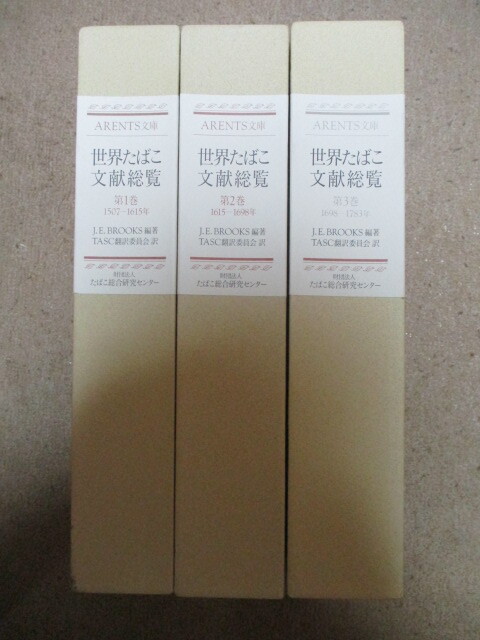 ARENTS文庫
世界たばこ
文献総覧
第1巻
1507−1615年
J.E.BROOKS 編著
TASC翻訳委員会 訳
財団法人
たばこ総合研究センター
ARENTS文庫
世界たばこ
文献総覧
第2巻
1615−1698年
J.E.BROOKS 編著
TASC翻訳委員会 訳
財団法人
たばこ総合研究センター
ARENTS文庫
世界たばこ
文献総覧
第3巻
J.E.BROOKS 編著
TASC翻訳委員会 訳
財団法人
たばこ総合研究センター